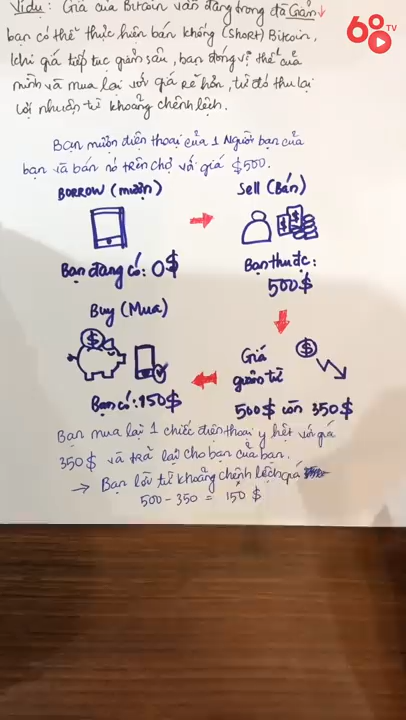 Ví dụ: Giá của Bitcoin vẫn đang trong đà Giảm ↓
bạn có thể thực hiện bán khống (Short) Bitcoin,
khi giá tiếp tục giảm sâu, bạn đóng vị thế của
mình và mua lại với giá rẻ hơn, từ đó thu lại
lợi nhuận từ khoảng chênh lệch.
Bạn mượn điện thoại của 1 Người bạn của
bạn và bán nó trên chợ với giá $500.
BORROW (mượn)
Sell (Bán)
Bạn đang có: 0$
Bạn thu đc:
500$
Buy (Mua)
Giá
giảm từ
500$ còn 350$
Bạn có: 150$
Bạn mua lại 1 chiếc điện thoại y hệt với giá
350$ và trả lại cho bạn của bạn.
→ Bạn lời từ khoảng chênh lệch giá
500 - 350 = 150 $
68 TV